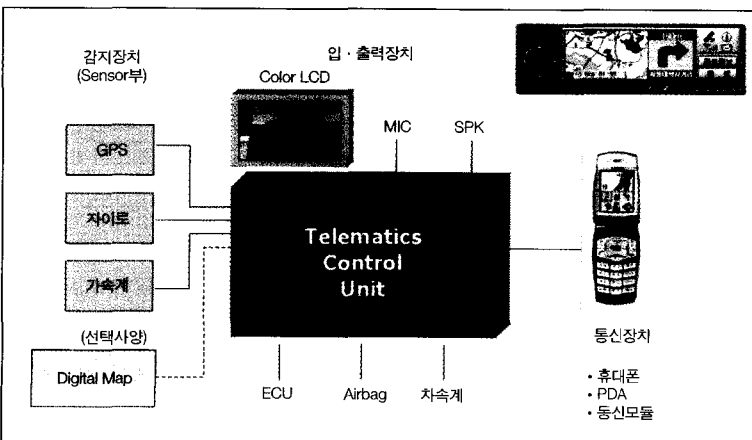 감지장치
(Sensor부)
입 · 출력장치
Color LCD
MIC
SPK
GPS
자이로
가속계
(선택사양)
Digital Map
Telematics
Control
Unit
ECU
Airbag
차속계
통신장치
• 휴대폰
• PDA
• 통신모듈